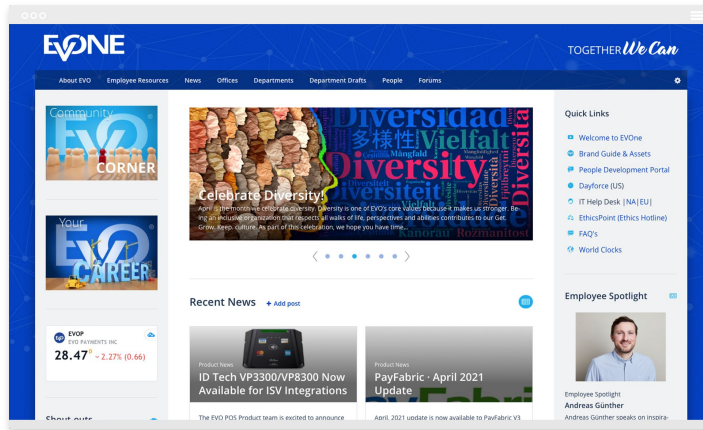 EVONE
TOGETHER We Can
About EVO Employee Resources News Offices Departments Department Drafts People Forums
Community
EVO
CORNER
Your
EVO
CAREER
EVOP
EVO PAYMENTS INC
28.47 2.27% (0.66)
Shout outs
Diversidad
多様性 Vielfalt
Mångfald
Diversity
Diversiteit
Kanoraū Rozmanitost
Celebrate Diversity!
April is the month we celebrate diversity. Diversity is one of EVO's core values because it makes us stronger. Be-
ing an inclusive organization that respects all walks of life, perspectives and abilities contributes to our Get.
Grow. Keep. culture. As part of this celebration, we hope you have time...
Recent News + Add post
Product News
ID Tech VP3300/VP8300 Now
Available for ISV Integrations
The EVO POS Product team is excited to announce
Product News
PayFabric · April 2021
Update
April, 2021 update is now available to PayFabric V3
Quick Links
Welcome to EVOne
Brand Guide & Assets
People Development Portal
Dayforce (US)
IT Help Desk |NA|EU|
EthicsPoint (Ethics Hotline)
FAQ's
World Clocks
Employee Spotlight
Employee Spotlight
Andreas Günther
Andreas Günther speaks on inspira-